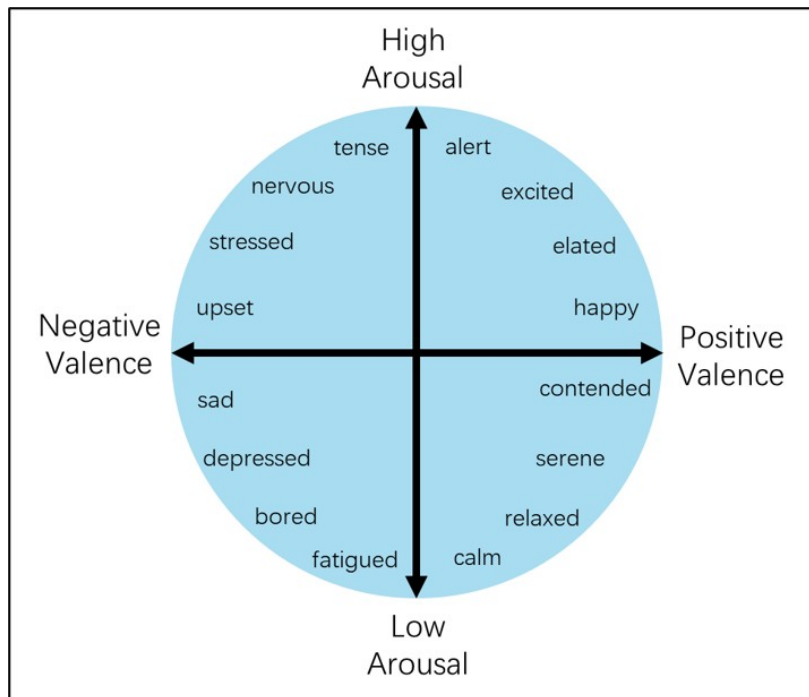 High
Arousal
tense
alert
nervous
excited
stressed
elated
upset
happy
Negative
Valence
Positive
Valence
sad
contended
depressed
serene
bored
relaxed
fatigued
calm
Low
Arousal